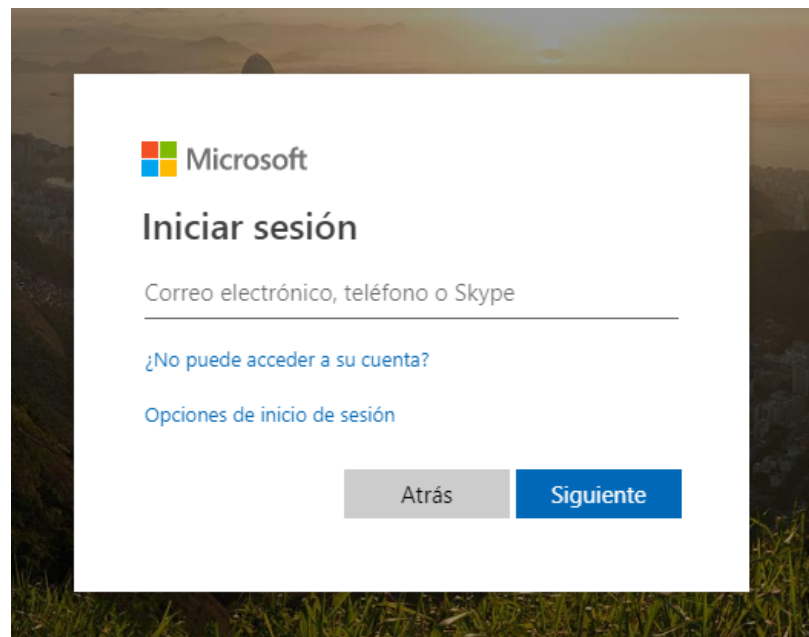 Microsoft
Iniciar sesión
Correo electrónico, teléfono o Skype
¿No puede acceder a su cuenta?
Opciones de inicio de sesión
Atrás
Siguiente